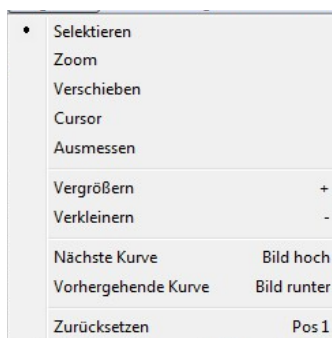 Selektieren
Zoom
Verschieben
Cursor
Ausmessen
Vergrößern +
Verkleinern -
Nächste Kurve Bild hoch
Vorhergehende Kurve Bild runter
Zurücksetzen Pos 1